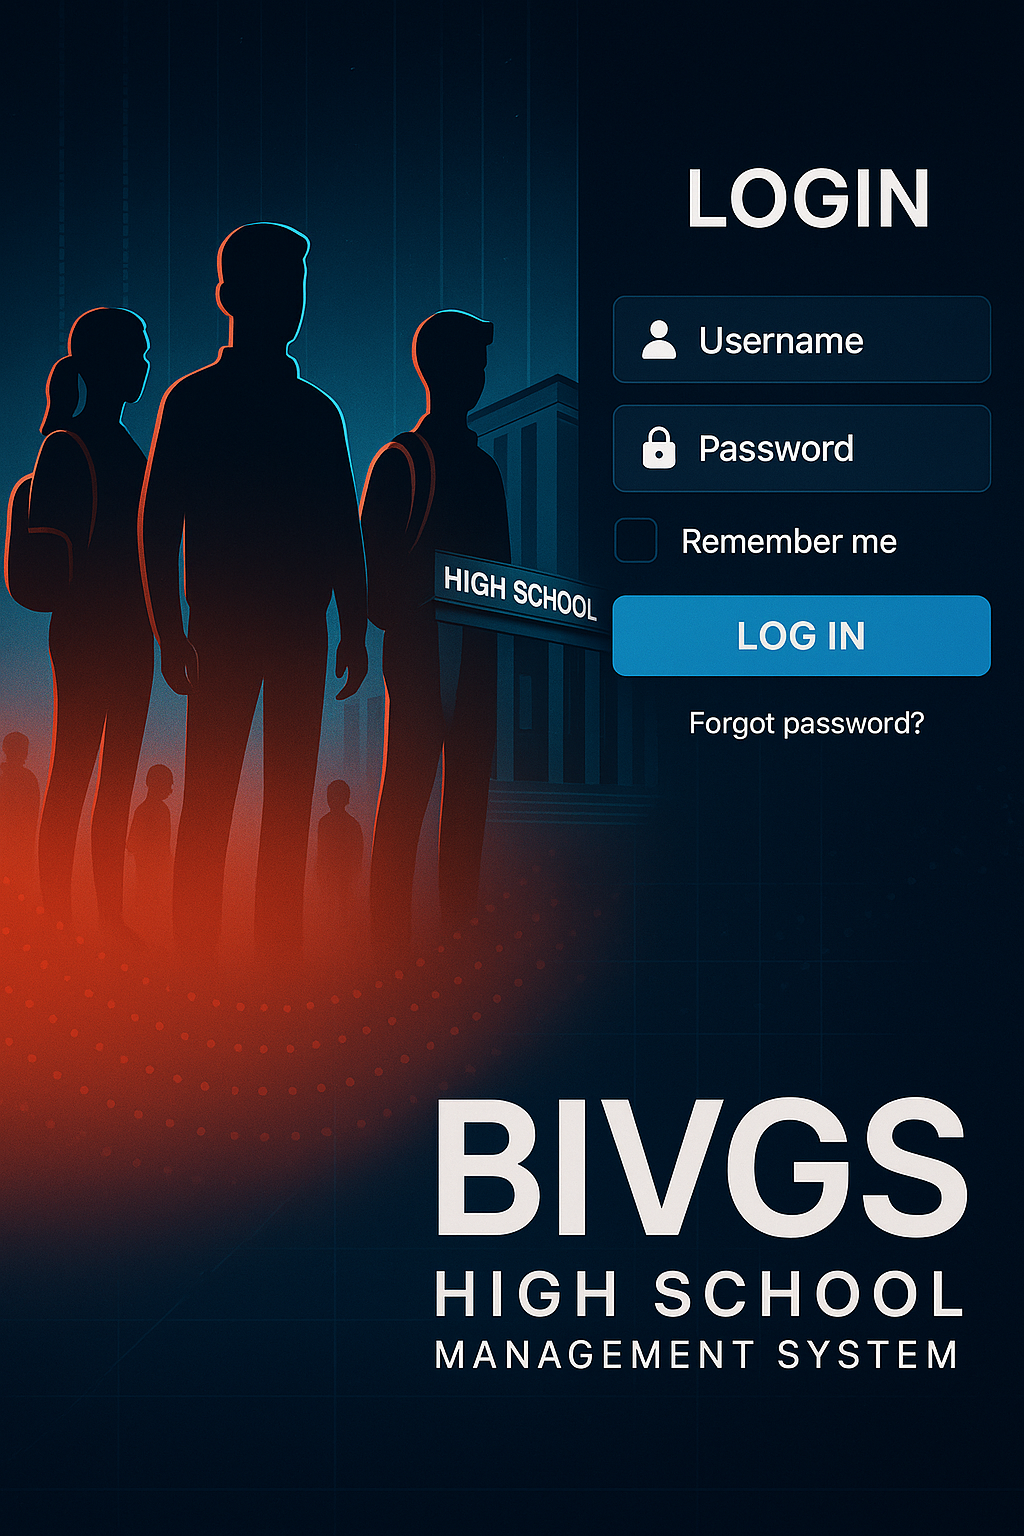 LOGIN
Username
Password
Remember me
HIGH SCHOOL
LOG IN
Forgot password?
BIVGS
HIGH SCHOOL
MANAGEMENT SYSTEM